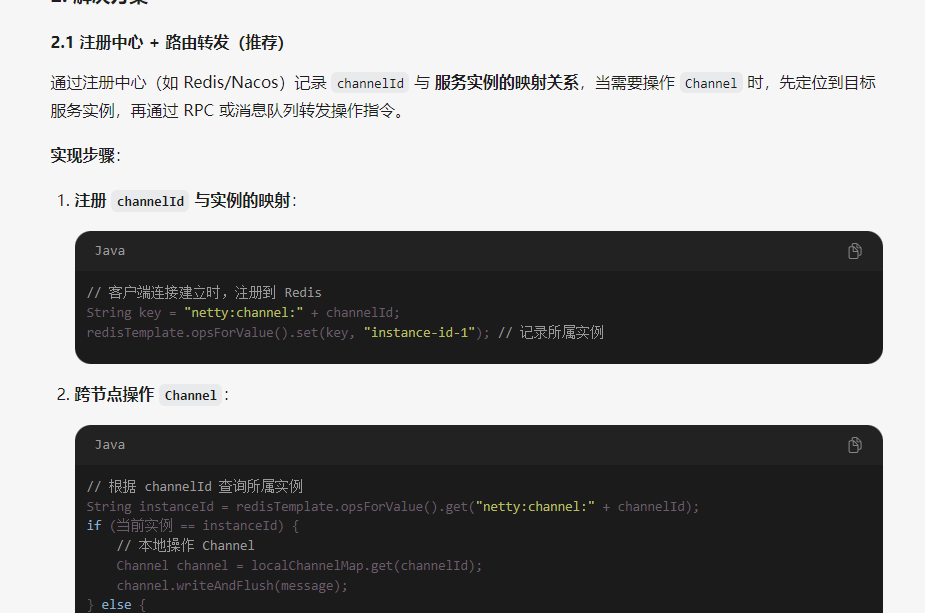 2. 解决方案
2.1 注册中心 + 路由转发（推荐）
通过注册中心（如 Redis/Nacos）记录 channelId 与 服务实例的映射关系，当需要操作 Channel 时，先定位到目标
服务实例，再通过 RPC 或消息队列转发操作指令。
实现步骤：
1. 注册 channelId 与实例的映射：
Java
// 客户端连接建立时，注册到 Redis
String key = "netty:channel:" + channelId;
redisTemplate.opsForValue().set(key, "instance-id-1"); // 记录所属实例
2. 跨节点操作 Channel：
Java
// 根据 channelId 查询所属实例
String instanceId = redisTemplate.opsForValue().get("netty:channel:" + channelId);
if (当前实例 == instanceId) {
// 本地操作 Channel
Channel channel = localChannelMap.get(channelId);
channel.writeAndFlush(message);
} else {